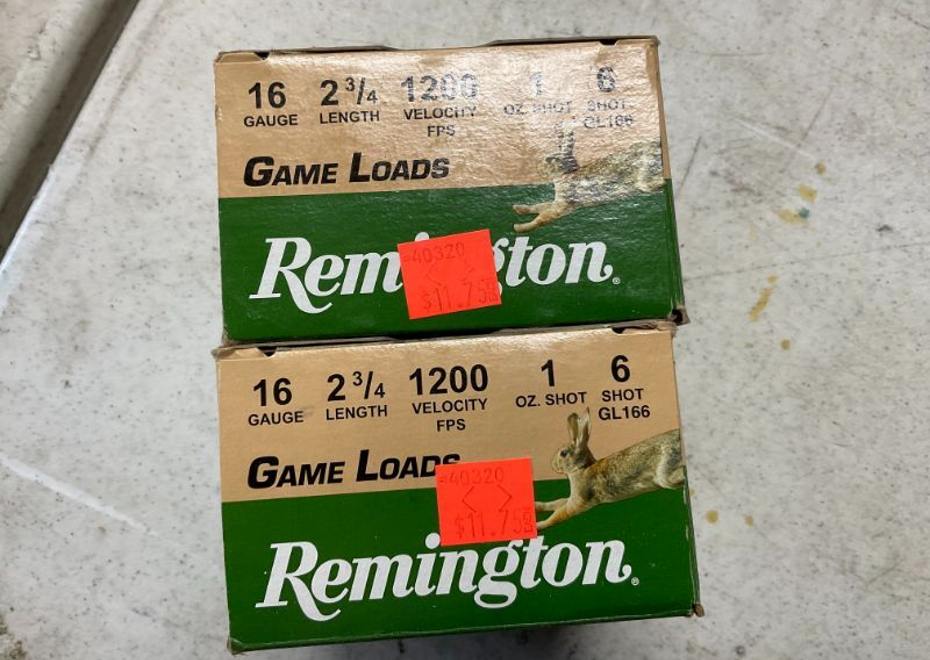 16 2 3/4 1200 1 6
GAUGE LENGTH VELOCITY OZ. SHOT SHOT
FPS GL166
GAME LOADS
Remington®
40320
$11.75
16 2 3/4 1200 1 6
GAUGE LENGTH VELOCITY OZ. SHOT SHOT
FPS GL166
GAME LOADS
40320
$11.75
Remington®